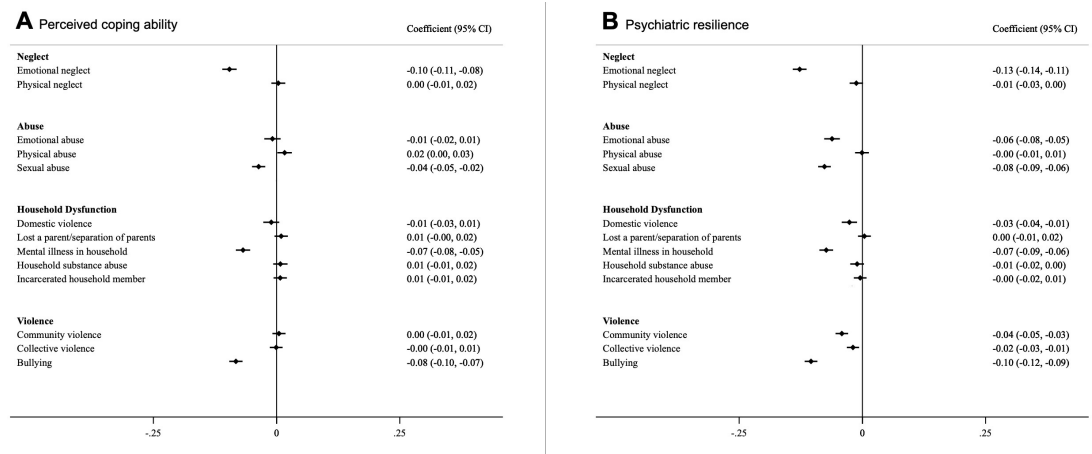 A Perceived coping ability
Coefficient (95% CI)
Neglect
Emotional neglect -0.10 (-0.11, -0.08)
Physical neglect 0.00 (-0.01, 0.02)
Abuse
Emotional abuse -0.01 (-0.02, 0.01)
Physical abuse 0.02 (0.00, 0.03)
Sexual abuse -0.04 (-0.05, -0.02)
Household Dysfunction
Domestic violence -0.01 (-0.03, 0.01)
Lost a parent/separation of parents 0.01 (-0.00, 0.02)
Mental illness in household -0.07 (-0.08, -0.05)
Household substance abuse 0.01 (-0.01, 0.02)
Incarcerated household member 0.01 (-0.01, 0.02)
Violence
Community violence 0.00 (-0.01, 0.02)
Collective violence -0.00 (-0.01, 0.01)
Bullying -0.08 (-0.10, -0.07)
-.25 0 .25
B Psychiatric resilience
Coefficient (95% CI)
Neglect
Emotional neglect -0.13 (-0.14, -0.11)
Physical neglect -0.01 (-0.03, 0.00)
Abuse
Emotional abuse -0.06 (-0.08, -0.05)
Physical abuse -0.00 (-0.01, 0.01)
Sexual abuse -0.08 (-0.09, -0.06)
Household Dysfunction
Domestic violence -0.03 (-0.04, -0.01)
Lost a parent/separation of parents 0.00 (-0.01, 0.02)
Mental illness in household -0.07 (-0.09, -0.06)
Household substance abuse -0.01 (-0.02, 0.00)
Incarcerated household member -0.00 (-0.02, 0.01)
Violence
Community violence -0.04 (-0.05, -0.03)
Collective violence -0.02 (-0.03, -0.01)
Bullying -0.10 (-0.12, -0.09)
-.25 0 .25